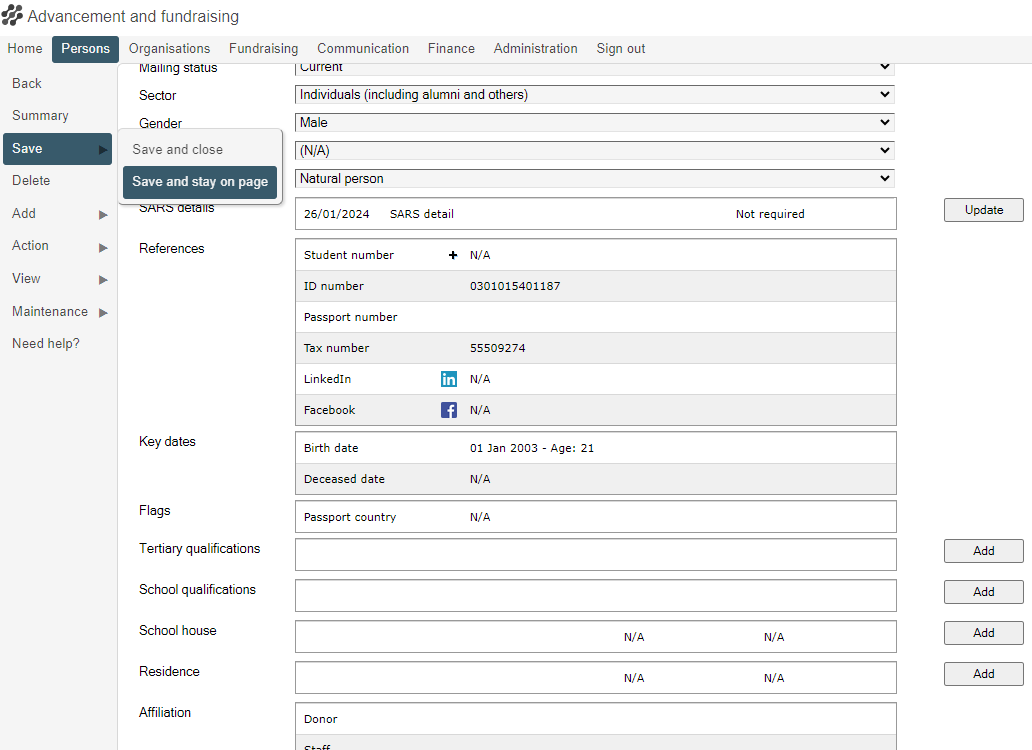 Advancement and fundraising
Home Persons Organisations Fundraising Communication Finance Administration Sign out
Back
Summary
Save
Save and close
Save and stay on page
Delete
Add
Action
View
Maintenance
Need help?
Mailing status Current
Sector Individuals (including alumni and others)
Gender Male
(N/A)
Natural person
SARS details 26/01/2024 SARS detail Not required Update
References Student number + N/A
ID number 0301015401187
Passport number
Tax number 55509274
LinkedIn in N/A
Facebook f N/A
Key dates Birth date 01 Jan 2003 - Age: 21
Deceased date N/A
Flags Passport country N/A
Tertiary qualifications Add
School qualifications Add
School house N/A N/A Add
Residence N/A N/A Add
Affiliation Donor
Staff